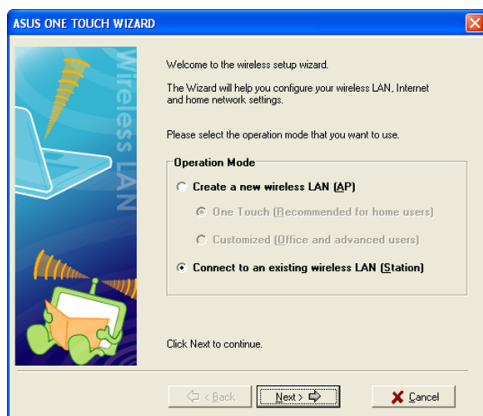 ASUS ONE TOUCH WIZARD
Wireless LAN
Welcome to the wireless setup wizard.
The Wizard will help you configure your wireless LAN, Internet
and home network settings.
Please select the operation mode that you want to use.
Operation Mode
Create a new wireless LAN (AP)
One Touch (Recommended for home users)
Customized (Office and advanced users)
Connect to an existing wireless LAN (Station)
Click Next to continue.
< Back
Next >
Cancel